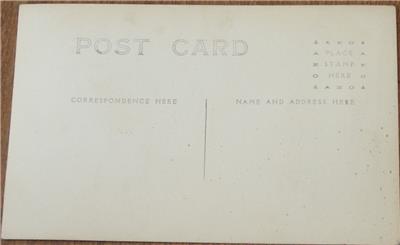 POST CARD
PLACE
STAMP
HERE
CORRESPONDENCE HERE
NAME AND ADDRESS HERE